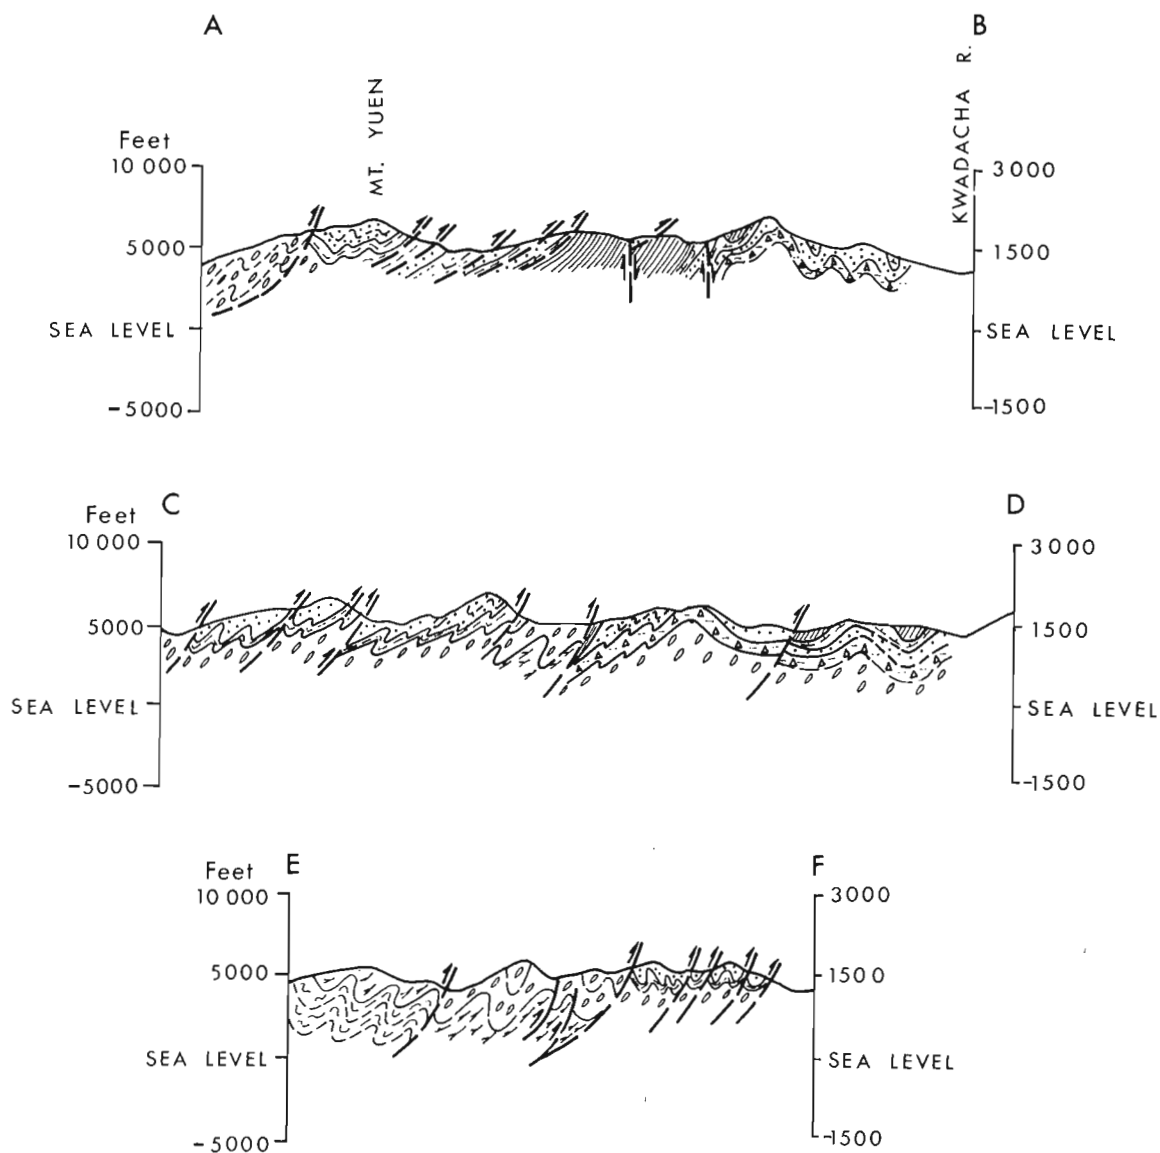 A
B
MT. YUEN
KWADACHA R.
Feet
10 000
3000
5000
1500
SEA LEVEL
SEA LEVEL
-5000
-1500
C
D
Feet
10 000
3000
5000
1500
SEA LEVEL
SEA LEVEL
-5000
-1500
E
F
Feet
10 000
3000
5000
1500
SEA LEVEL
SEA LEVEL
-5000
-1500